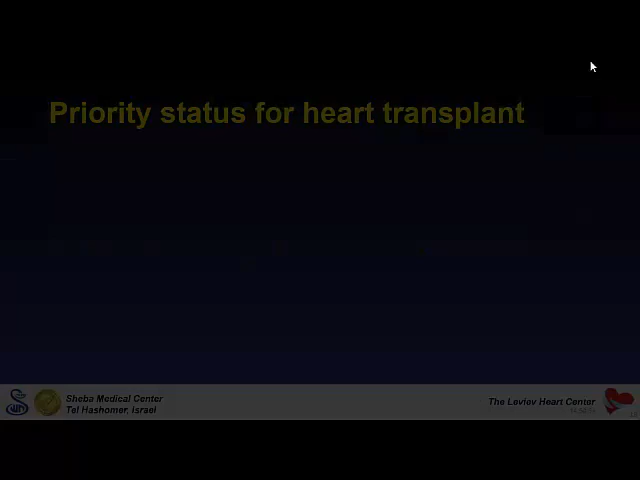 Priority status for heart transplant
Sheba Medical Center
Tel Hashomer, Israel
The Leviev Heart Center